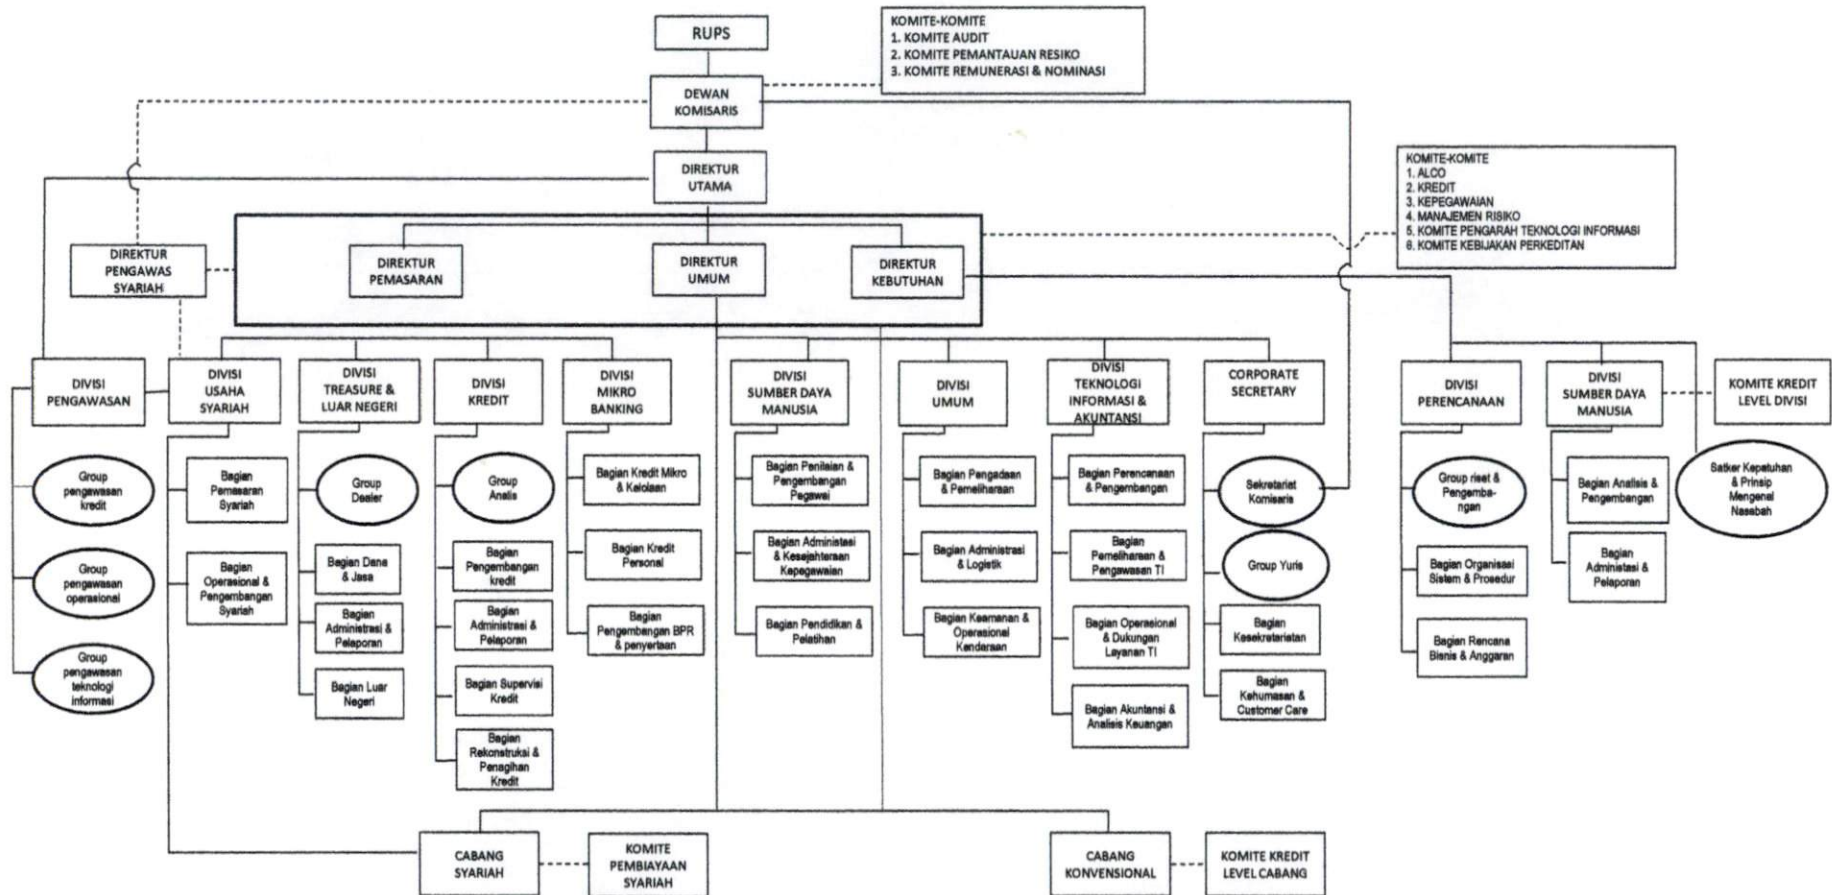 RUPS
KOMITE-KOMITE
1. KOMITE AUDIT
2. KOMITE PEMANTAUAN RESIKO
3. KOMITE REMUNERASI & NOMINASI
DEWAN
KOMISARIS
DIREKTUR
UTAMA
KOMITE-KOMITE
1. ALCO
2. KREDIT
3. KEPEGAWAIAN
4. MANAJEMEN RISIKO
5. KOMITE PENGARAH TEKNOLOGI INFORMASI
6. KOMITE KEBIJAKAN PERKEDITAN
DIREKTUR
PENGAWAS
SYARIAH
DIREKTUR
PEMASARAN
DIREKTUR
UMUM
DIREKTUR
KEBUTUHAN
DIVISI
PENGAWASAN
DIVISI
USAHA
SYARIAH
DIVISI
TREASURE &
LUAR NEGERI
DIVISI
KREDIT
DIVISI
MIKRO
BANKING
DIVISI
SUMBER DAYA
MANUSIA
DIVISI
UMUM
DIVISI
TEKNOLOGI
INFORMASI &
AKUNTANSI
CORPORATE
SECRETARY
DIVISI
PERENCANAAN
DIVISI
SUMBER DAYA
MANUSIA
KOMITE KREDIT
LEVEL DIVISI
Group
pengawasan
kredit
Group
pengawasan
operasional
Group
pengawasan
teknologi
informasi
Bagian
Pemasaran
Syariah
Bagian
Operasional &
Pengembangan
Syariah
Group
Dealer
Bagian Dana
& Jasa
Bagian
Administrasi &
Pelaporan
Bagian Luar
Negeri
Group
Analis
Bagian
Pengembangan
kredit
Bagian
Administrasi &
Pelaporan
Bagian Supervisi
Kredit
Bagian
Rekonstruksi &
Penagihan
Kredit
Bagian Kredit Mikro
& Kelolaan
Bagian Kredit
Personal
Bagian
Pengembangan BPR
& penyertaan
Bagian Penilaian &
Pengembangan
Pegawai
Bagian Administasi &
Kesejahteraan
Kepegawaian
Bagian Pendidikan &
Pelatihan
Bagian Pengadaan
& Pemeliharaan
Bagian Administrasi
& Logistik
Bagian Keamanan &
Operasional
Kendaraan
Bagian Perencanaan
& Pengembangan
Bagian
Pemeliharaan &
Pengawasan TI
Bagian Operasional
& Dukungan
Layanan TI
Bagian Akuntansi &
Analisis Keuangan
Sekretariat
Komisaris
Group Yuris
Bagian
Kesekretariatan
Bagian
Kehumasan &
Customer Care
Group riset &
Pengemba-
ngan
Bagian Organisasi
Sistem & Prosedur
Bagian Rencana
Bisnis & Anggaran
Bagian Analisis &
Pengembangan
Bagian
Administasi &
Pelaporan
Satker Kepatuhan
& Prinsip
Mengenal
Nasabah
CABANG
SYARIAH
KOMITE
PEMBIAYAAN
SYARIAH
CABANG
KONVENSIONAL
KOMITE KREDIT
LEVEL CABANG